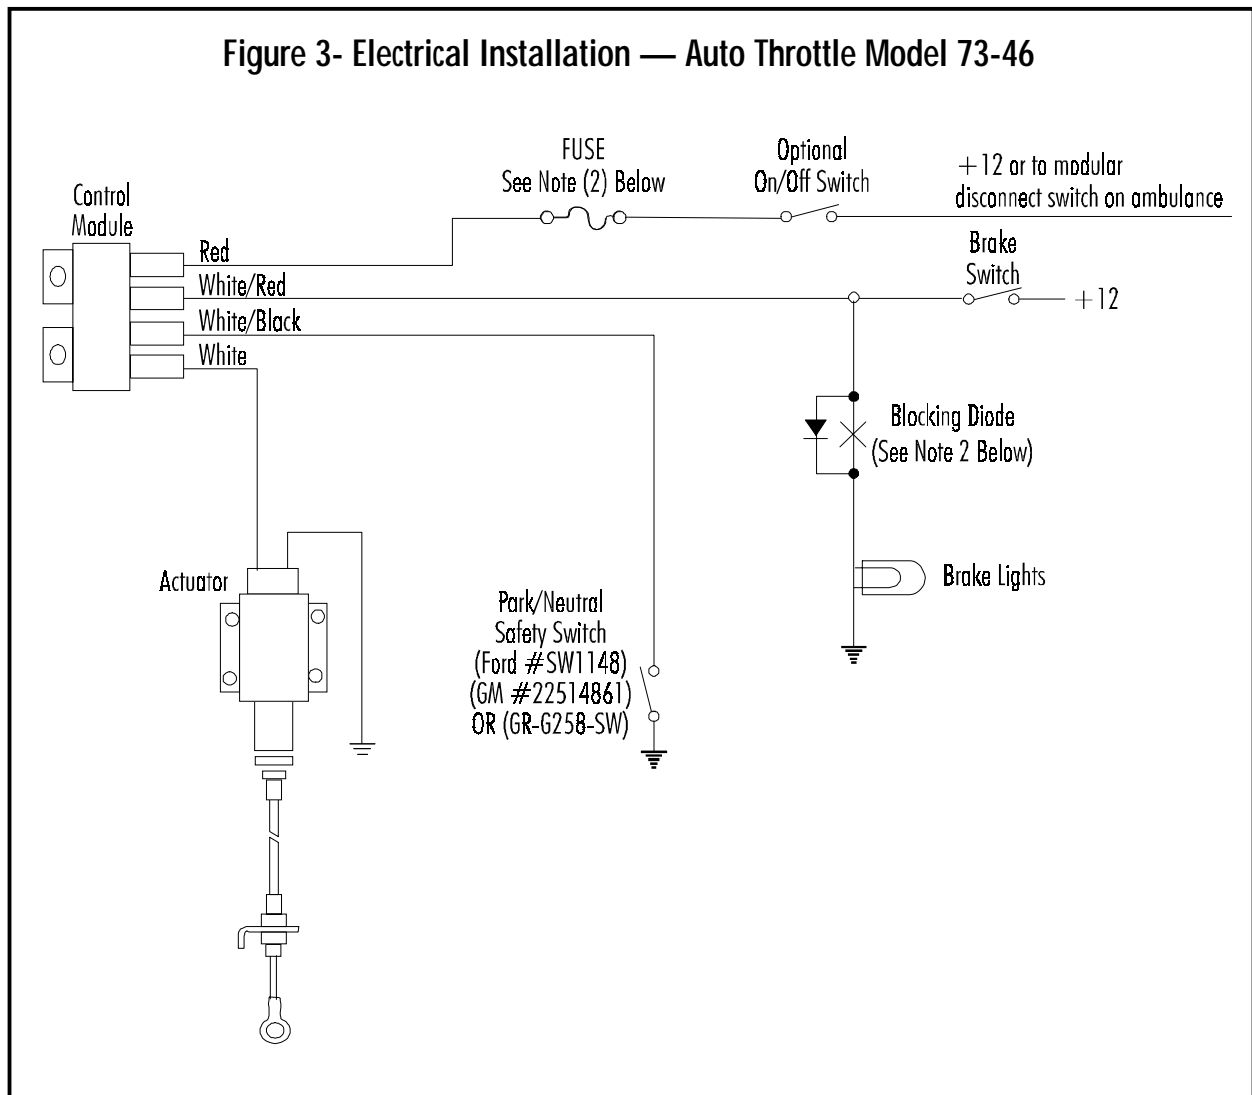 Figure 3- Electrical Installation — Auto Throttle Model 73-46
FUSE
See Note (2) Below
Optional
On/Off Switch
+12 or to modular
disconnect switch on ambulance
Control
Module
Red
White/Red
White/Black
White
Brake
Switch
+12
Blocking Diode
(See Note 2 Below)
Brake Lights
Actuator
Park/Neutral
Safety Switch
(Ford #SW1148)
(GM #22514861)
OR (GR-G258-SW)